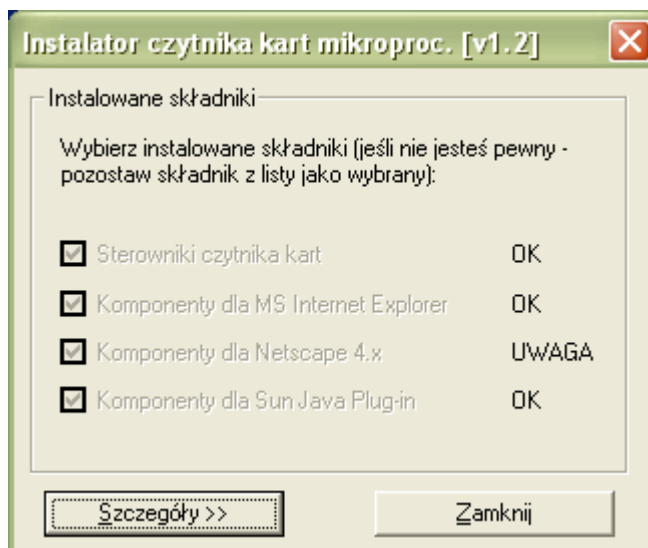 Instalator czytnika kart mikroproc. [v1.2]
Instalowane składniki
Wybierz instalowane składniki (jeśli nie jesteś pewny -
pozostaw składnik z listy jako wybrany):
Sterowniki czytnika kart OK
Komponenty dla MS Internet Explorer OK
Komponenty dla Netscape 4.x UWAGA
Komponenty dla Sun Java Plug-in OK
Szczegóły >> Zamknij